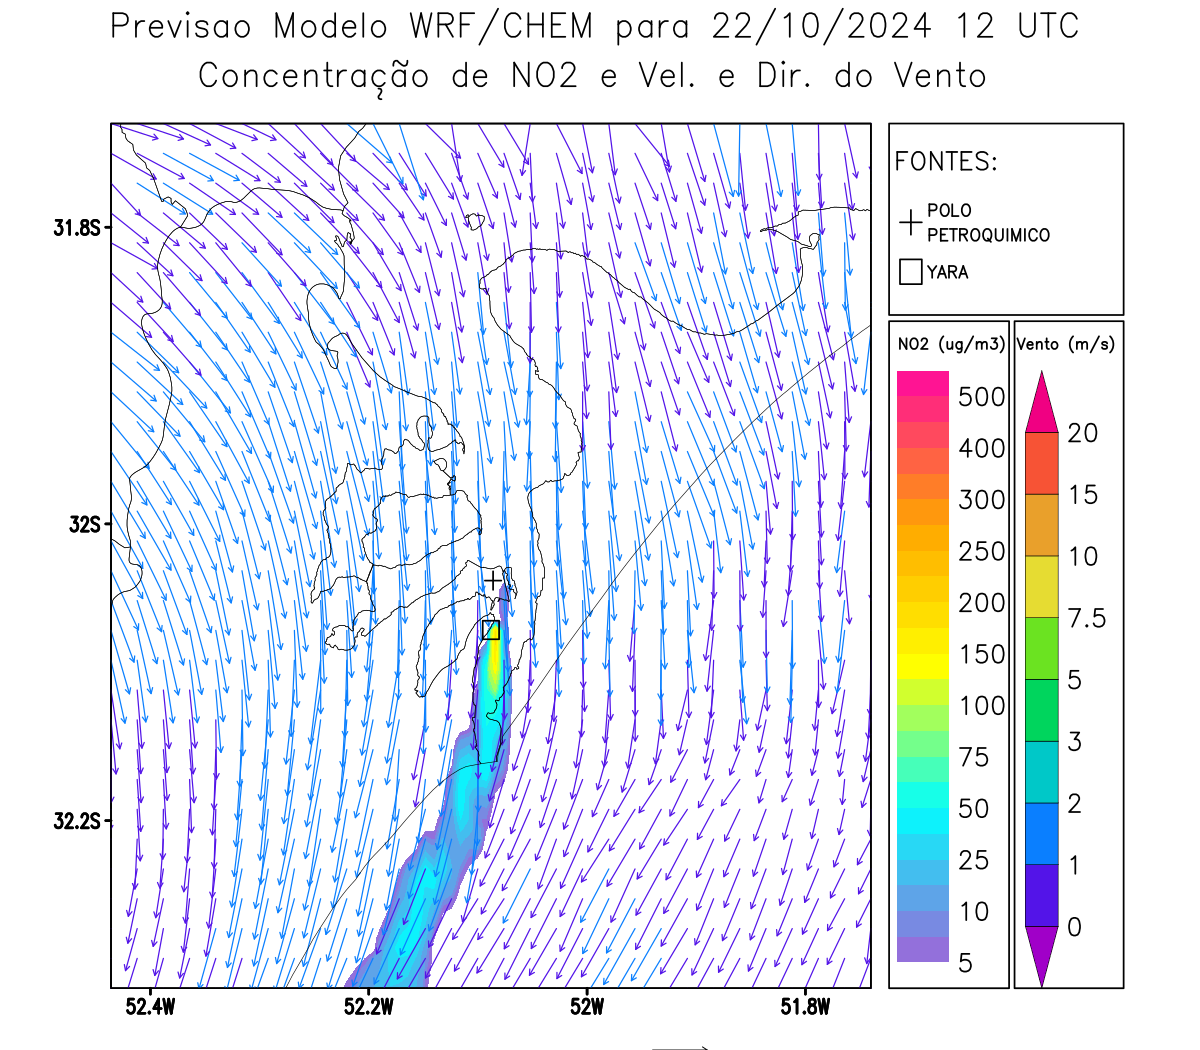 Previsao Modelo WRF/CHEM para 22/10/2024 12 UTC
Concentração de NO2 e Vel. e Dir. do Vento
FONTES:
POLO
PETROQUIMICO
YARA
NO2 (ug/m3)
500
400
300
250
200
150
100
75
50
25
10
5
Vento (m/s)
20
15
10
7.5
5
3
2
1
0
31.8S
32S
32.2S
52.4W 52.2W 52W 51.8W